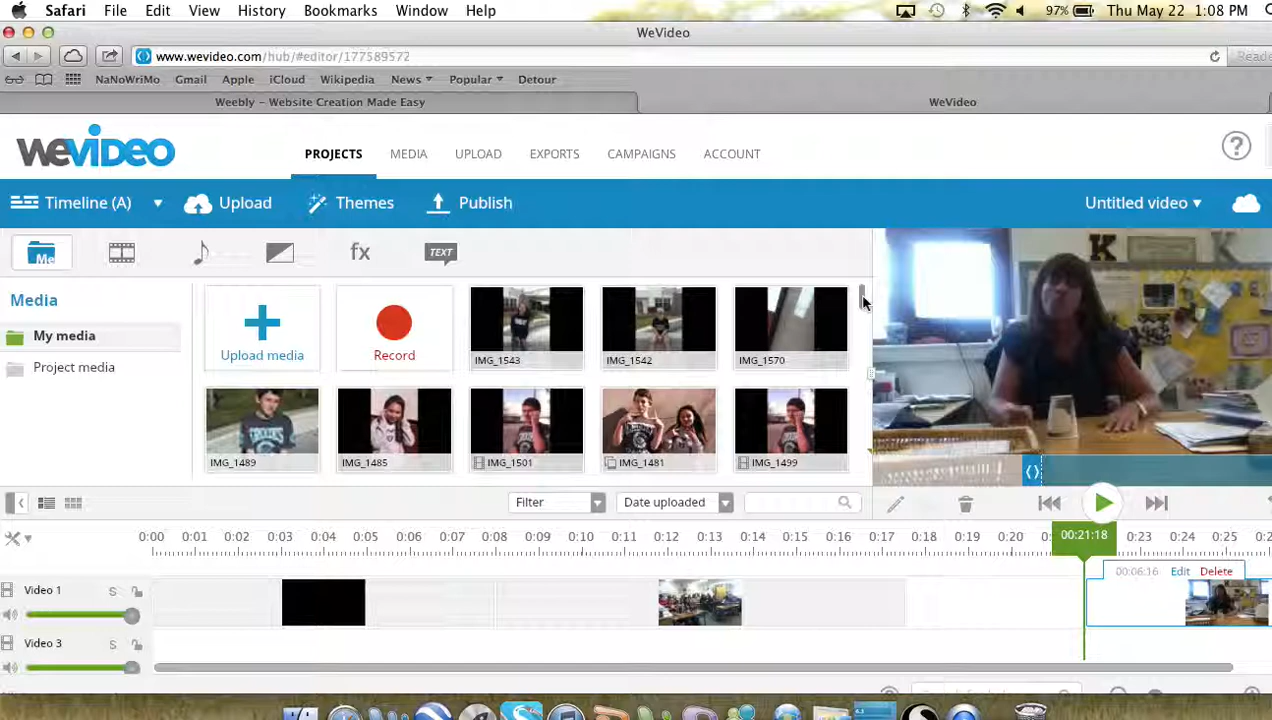 Safari File Edit View History Bookmarks Window Help 97% Thu May 22 1:08 PM
WeVideo
www.wevideo.com/hub/#editor/177589572 Reade
NaNoWriMo Gmail Apple iCloud Wikipedia News Popular Detour
Weebly – Website Creation Made Easy WeVideo
wevideo PROJECTS MEDIA UPLOAD EXPORTS CAMPAIGNS ACCOUNT ?
Timeline (A) Upload Themes Publish Untitled video
Me fx TEXT
Media
My media
Project media
Upload media Record IMG_1543 IMG_1542 IMG_1570
IMG_1489 IMG_1485 IMG_1501 IMG_1481 IMG_1499
K K
Filter Date uploaded
0:00 0:01 0:02 0:03 0:04 0:05 0:06 0:07 0:08 0:09 0:10 0:11 0:12 0:13 0:14 0:15 0:16 0:17 0:18 0:19 0:20 00:21:18 0:23 0:24 0:25
00:06:16 Edit Delete
Video 1 S
Video 3 S